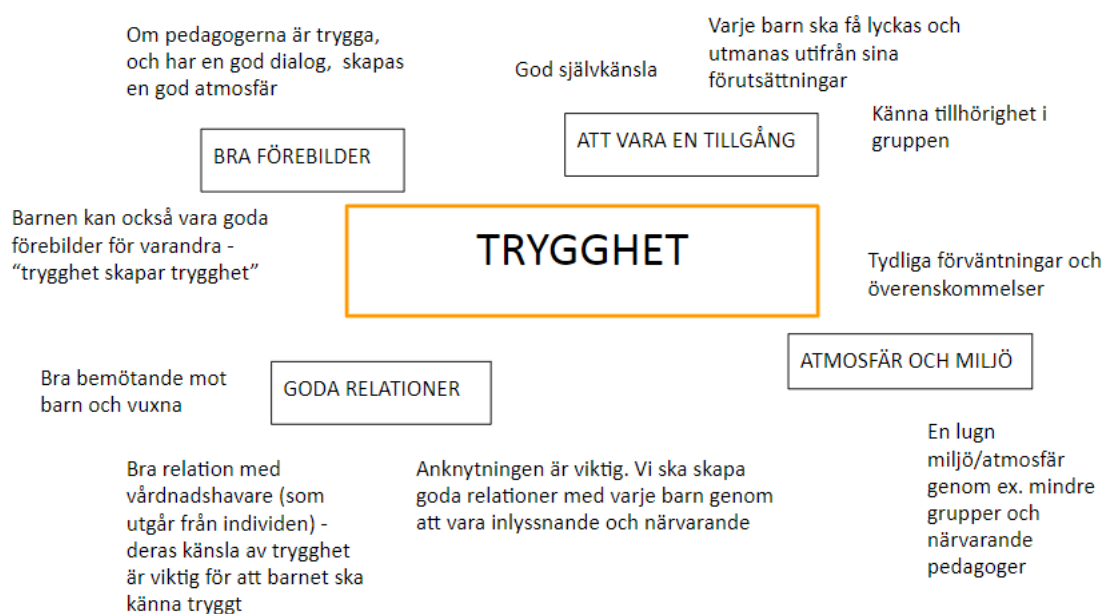 Om pedagogerna är trygga,
och har en god dialog, skapas
en god atmosfär
God självkänsla
Varje barn ska få lyckas och
utmanas utifrån sina
förutsättningar
Känna tillhörighet i
gruppen
BRA FÖREBILDER
ATT VARA EN TILLGÅNG
Barnen kan också vara goda
förebilder för varandra -
“trygghet skapar trygghet”
TRYGGHET
Tydliga förväntningar och
överenskommelser
ATMOSFÄR OCH MILJÖ
Bra bemötande mot
barn och vuxna
GODA RELATIONER
Bra relation med
vårdnadshavare (som
utgår från individen) -
deras känsla av trygghet
är viktig för att barnet ska
känna tryggt
Anknytningen är viktig. Vi ska skapa
goda relationer med varje barn genom
att vara inlyssnande och närvarande
En lugn
miljö/atmosfär
genom ex. mindre
grupper och
närvarande
pedagoger